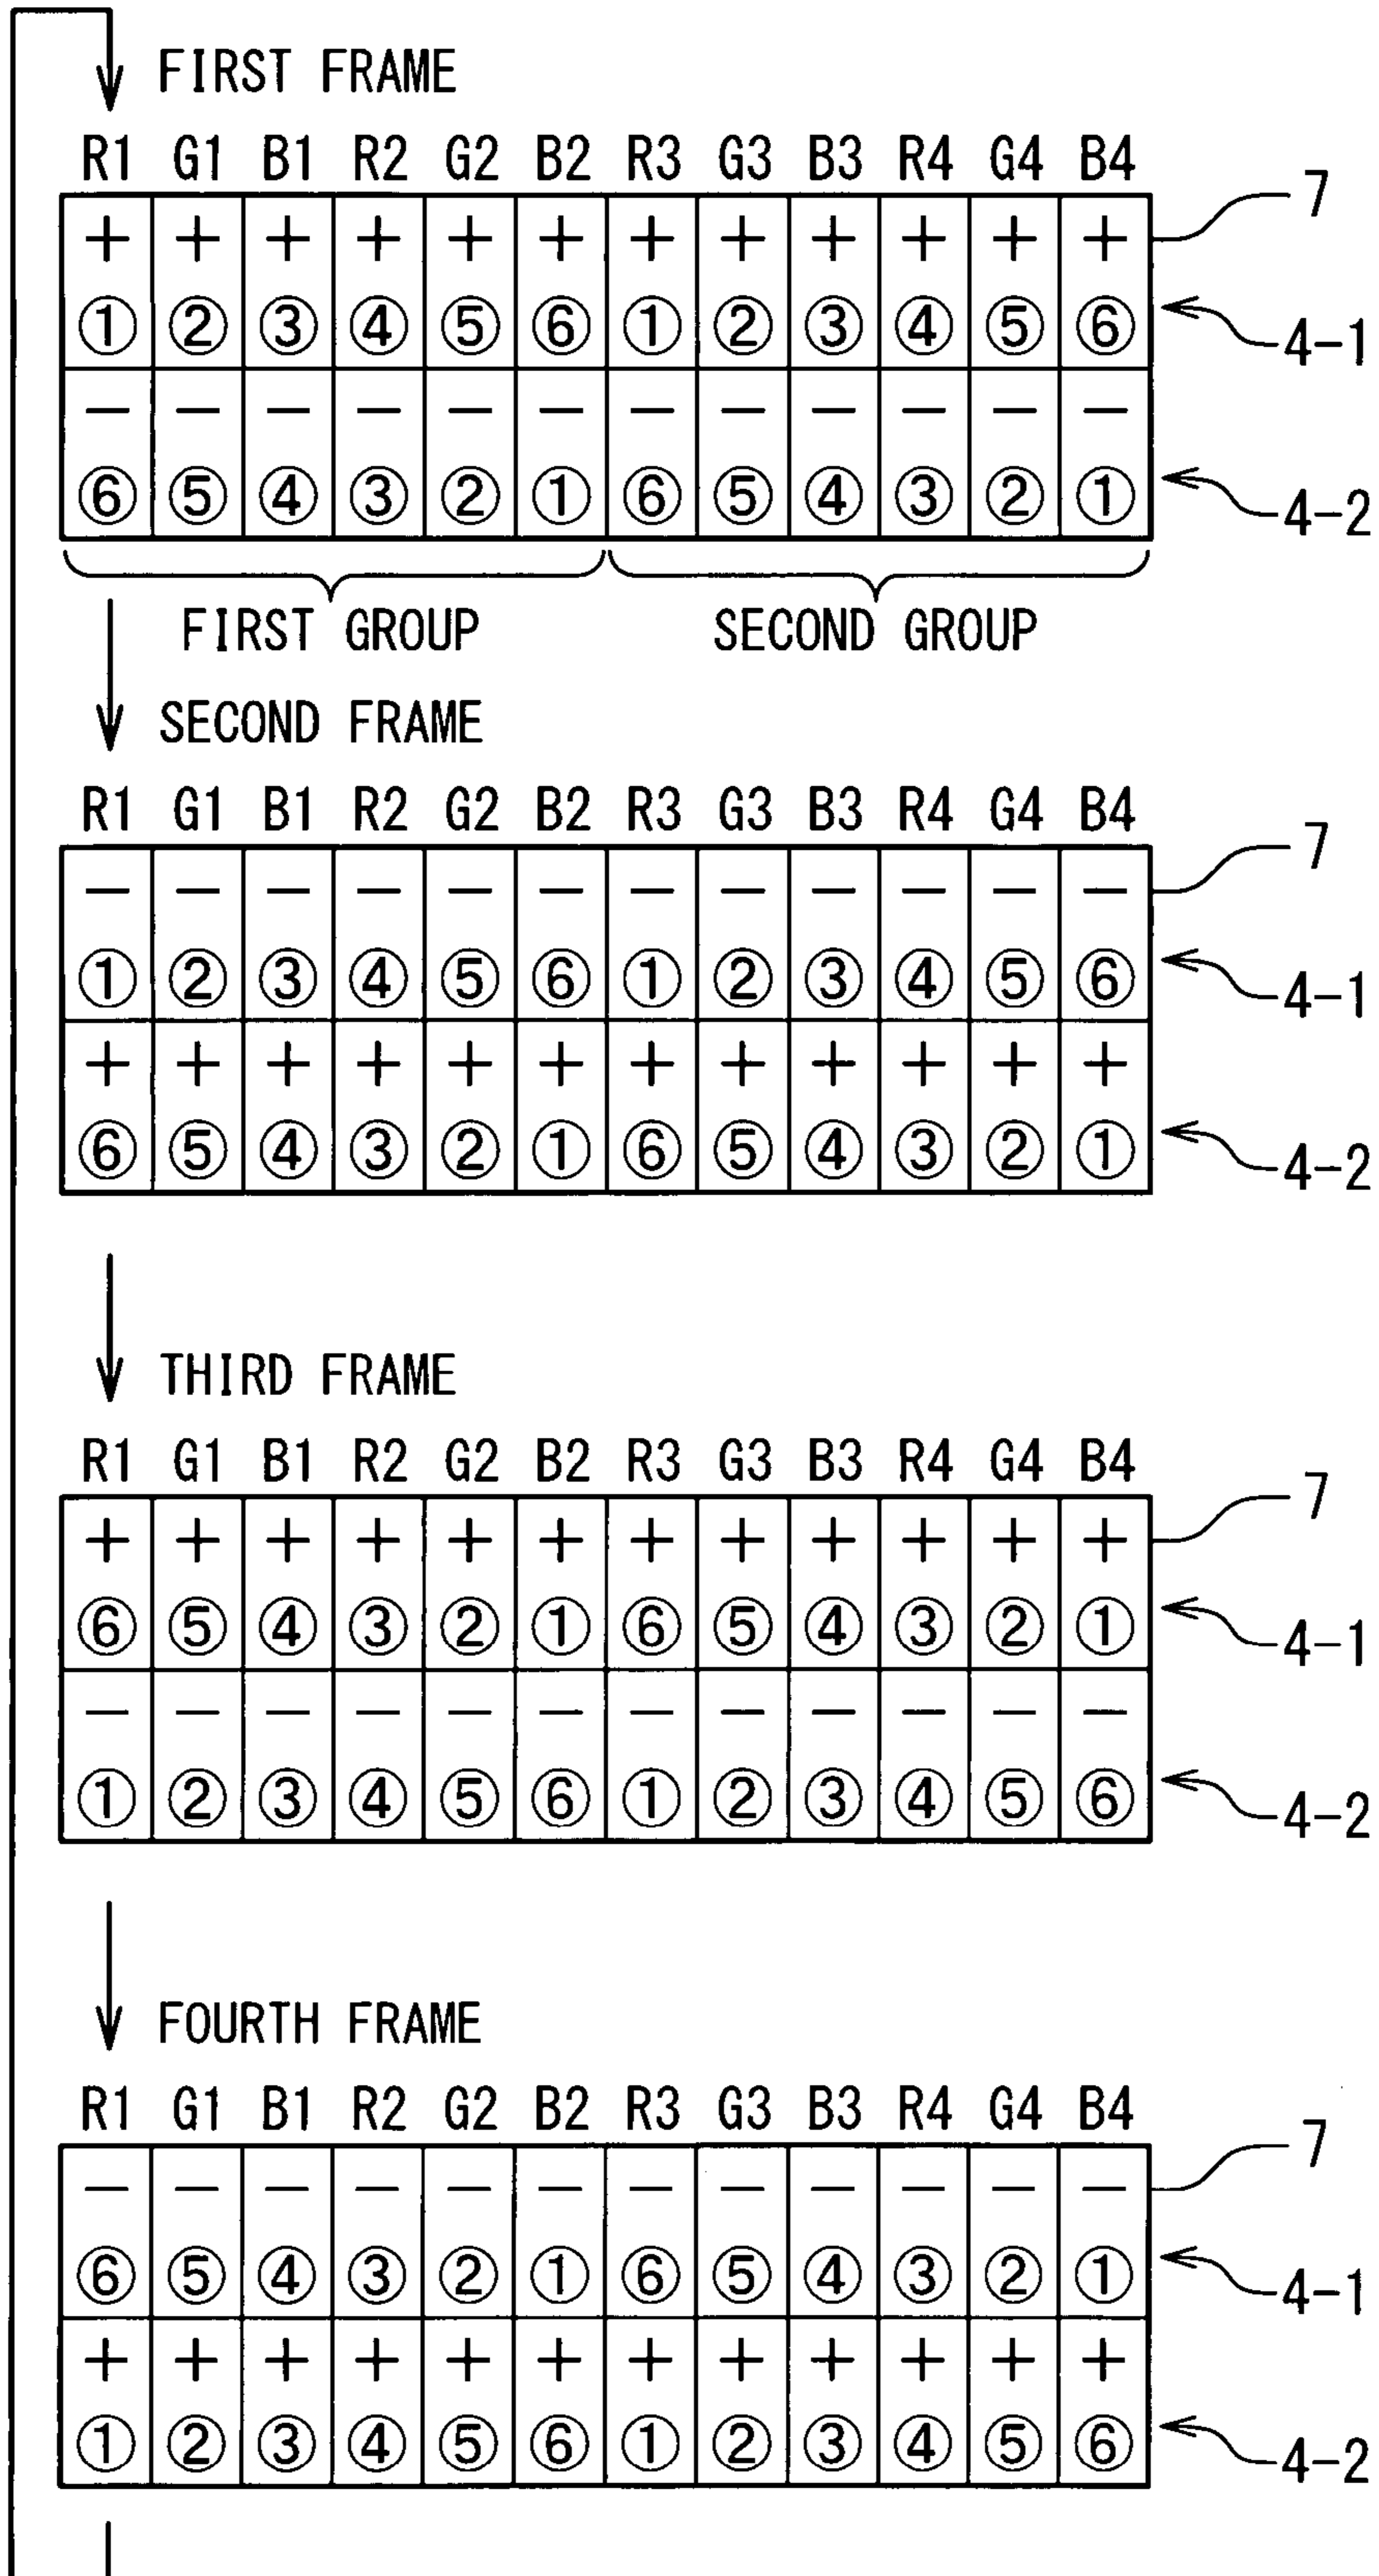 FIRST FRAME
R1 G1 B1 R2 G2 B2 R3 G3 B3 R4 G4 B4
+ + + + + + + + + + + + 7
① ② ③ ④ ⑤ ⑥ ① ② ③ ④ ⑤ ⑥ 4-1
− − − − − − − − − − − −
⑥ ⑤ ④ ③ ② ① ⑥ ⑤ ④ ③ ② ① 4-2
FIRST GROUP SECOND GROUP
SECOND FRAME
R1 G1 B1 R2 G2 B2 R3 G3 B3 R4 G4 B4
− − − − − − − − − − − − 7
① ② ③ ④ ⑤ ⑥ ① ② ③ ④ ⑤ ⑥ 4-1
+ + + + + + + + + + + +
⑥ ⑤ ④ ③ ② ① ⑥ ⑤ ④ ③ ② ① 4-2
THIRD FRAME
R1 G1 B1 R2 G2 B2 R3 G3 B3 R4 G4 B4
+ + + + + + + + + + + + 7
⑥ ⑤ ④ ③ ② ① ⑥ ⑤ ④ ③ ② ① 4-1
− − − − − − − − − − − −
① ② ③ ④ ⑤ ⑥ ① ② ③ ④ ⑤ ⑥ 4-2
FOURTH FRAME
R1 G1 B1 R2 G2 B2 R3 G3 B3 R4 G4 B4
− − − − − − − − − − − − 7
⑥ ⑤ ④ ③ ② ① ⑥ ⑤ ④ ③ ② ① 4-1
+ + + + + + + + + + + +
① ② ③ ④ ⑤ ⑥ ① ② ③ ④ ⑤ ⑥ 4-2